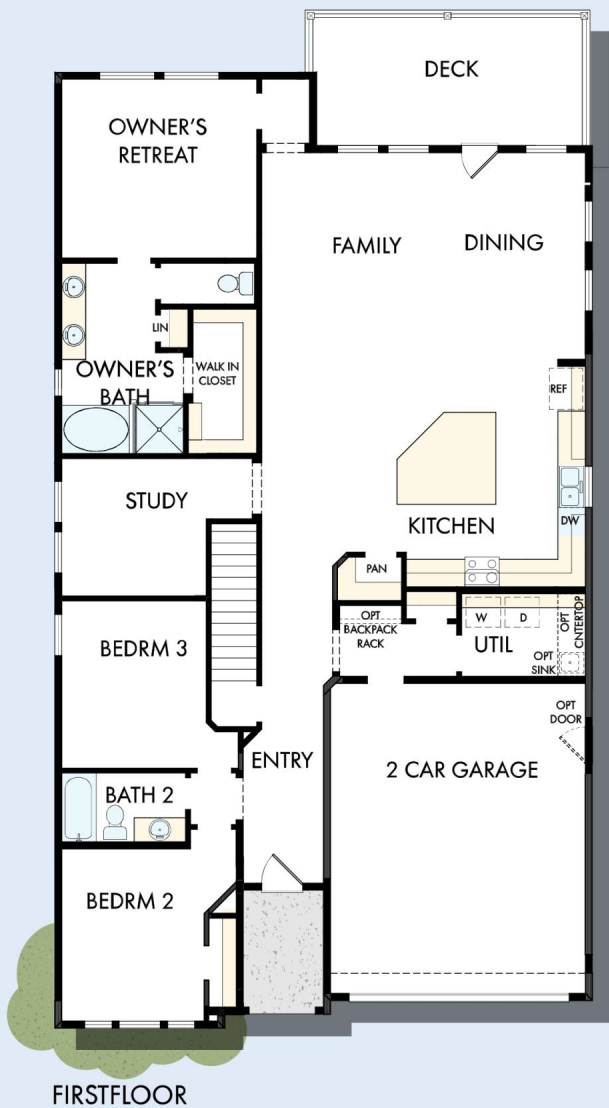 DECK
OWNER'S
RETREAT
FAMILY
DINING
LIN
WALK IN
CLOSET
OWNER'S
BATH
REF
STUDY
KITCHEN
DW
PAN
OPT
BACKPACK
RACK
W
D
UTIL
OPT
CNTERTOP
OPT
SINK
BEDRM 3
OPT
DOOR
ENTRY
2 CAR GARAGE
BATH 2
BEDRM 2
FIRSTFLOOR